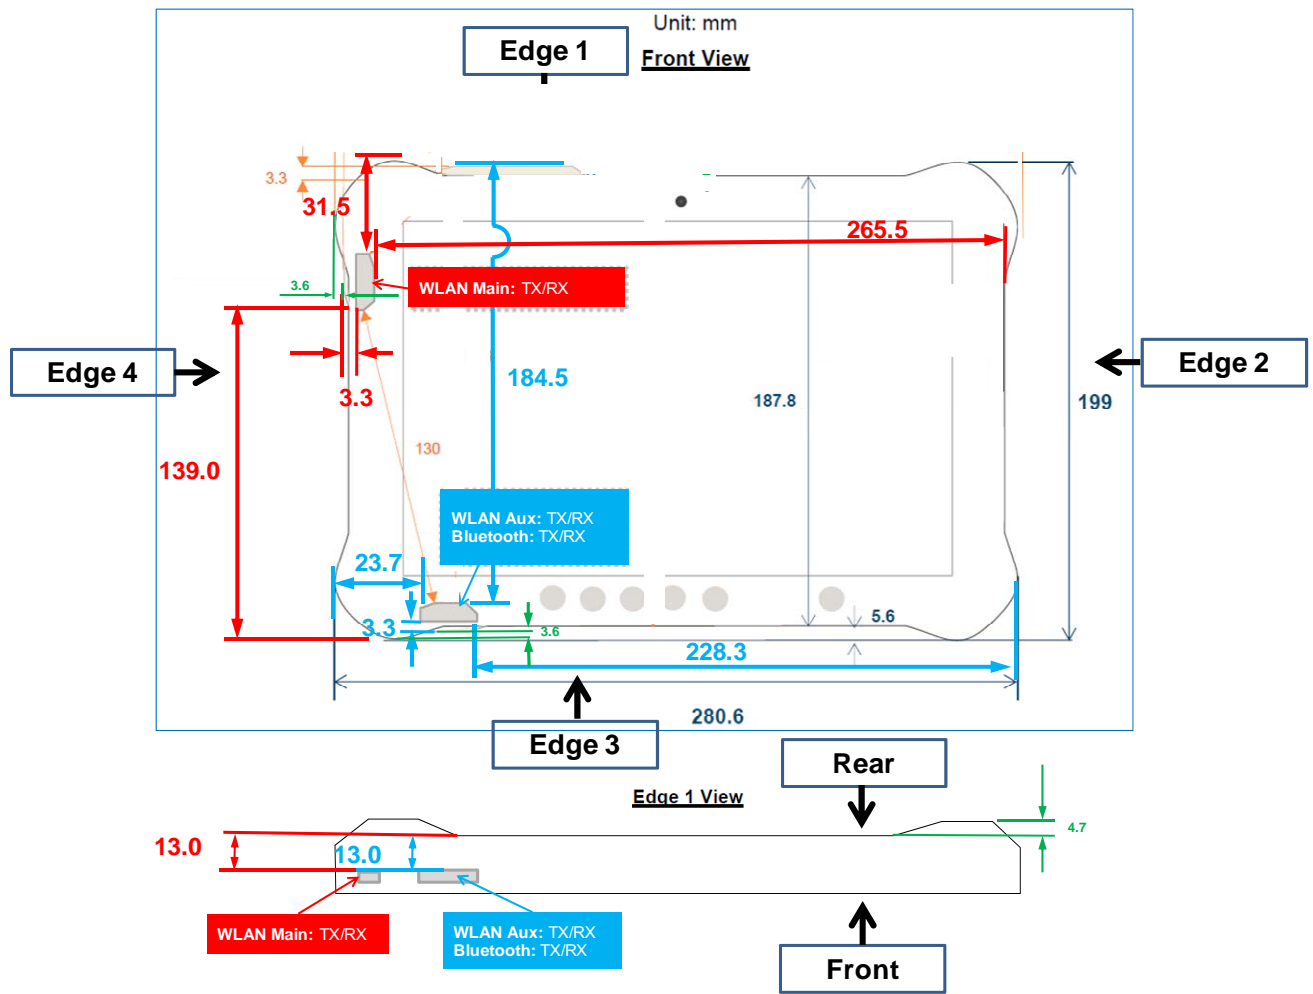 Unit: mm
Edge 1
Front View
3.3
31.5
265.5
3.6
WLAN Main: TX/RX
Edge 4
Edge 2
184.5
3.3
187.8
199
130
139.0
WLAN Aux: TX/RX
Bluetooth: TX/RX
23.7
3.3
3.6
5.6
228.3
280.6
Edge 3
Rear
Edge 1 View
4.7
13.0
13.0
WLAN Main: TX/RX
WLAN Aux: TX/RX
Bluetooth: TX/RX
Front